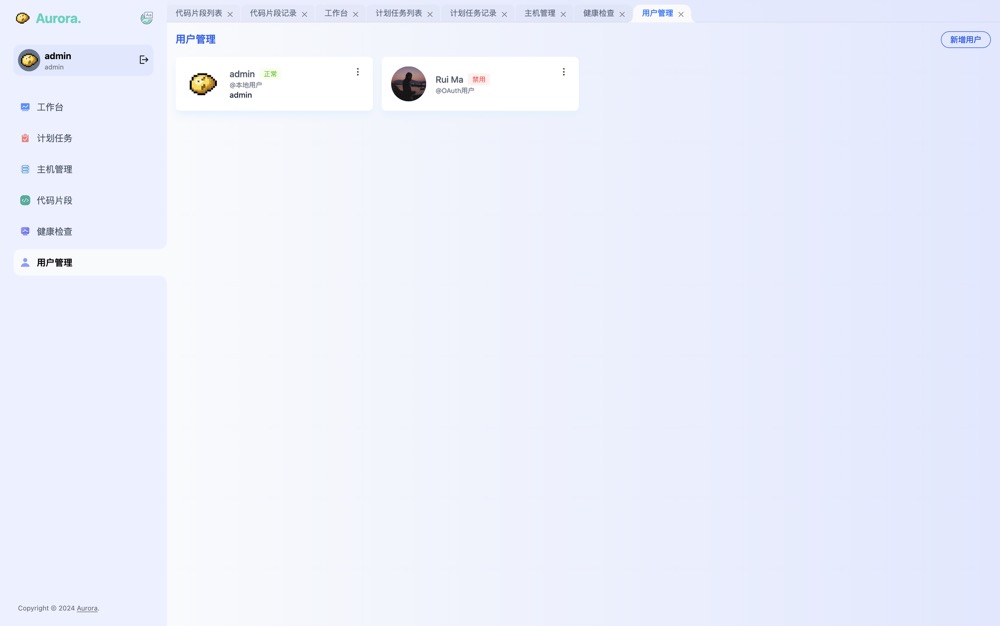 Aurora.
admin
admin
工作台
计划任务
主机管理
代码片段
健康检查
用户管理
Copyright © 2024 Aurora.
代码片段列表 代码片段记录 工作台 计划任务列表 计划任务记录 主机管理 健康检查 用户管理
用户管理
新增用户
admin 正常
@本地用户
admin
Rui Ma 禁用
@OAuth用户